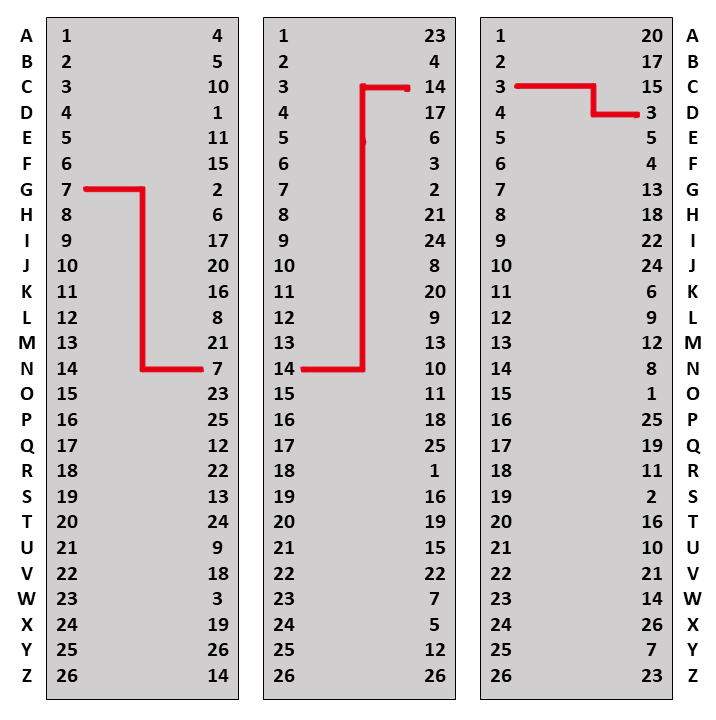 A 1 4 1 23 1 20 A
B 2 5 2 4 2 17 B
C 3 10 3 14 3 15 C
D 4 1 4 17 4 3 D
E 5 11 5 6 5 5 E
F 6 15 6 3 6 4 F
G 7 2 7 2 7 13 G
H 8 6 8 21 8 18 H
I 9 17 9 24 9 22 I
J 10 20 10 8 10 24 J
K 11 16 11 20 11 6 K
L 12 8 12 9 12 9 L
M 13 21 13 13 13 12 M
N 14 7 14 10 14 8 N
O 15 23 15 11 15 1 O
P 16 25 16 18 16 25 P
Q 17 12 17 25 17 19 Q
R 18 22 18 1 18 11 R
S 19 13 19 16 19 2 S
T 20 24 20 19 20 16 T
U 21 9 21 15 21 10 U
V 22 18 22 22 22 21 V
W 23 3 23 7 23 14 W
X 24 19 24 5 24 26 X
Y 25 26 25 12 25 7 Y
Z 26 14 26 26 26 23 Z